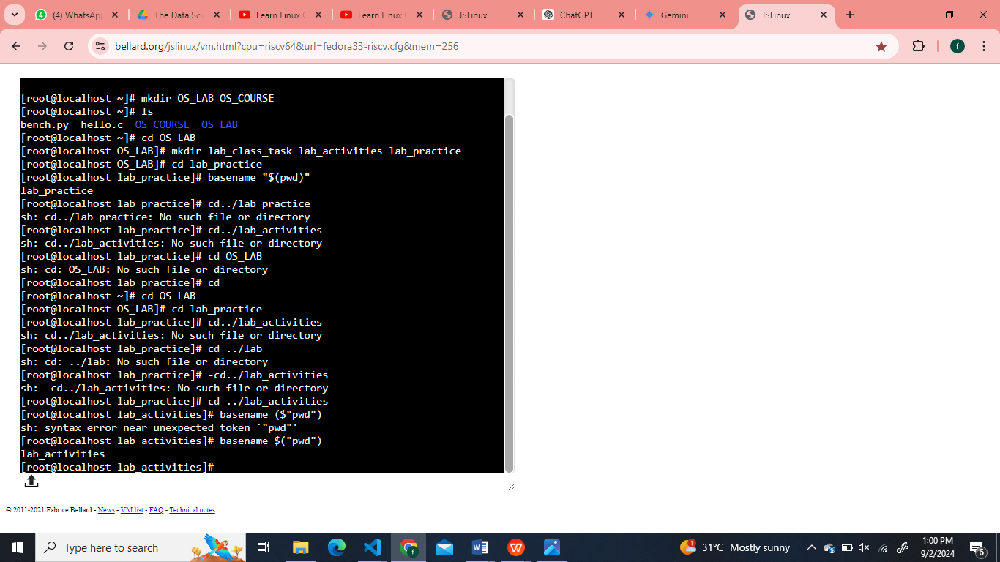 (4) WhatsApp
The Data Scie
Learn Linux C
Learn Linux C
JSLinux
ChatGPT
Gemini
JSLinux
bellard.org/jslinux/vm.html?cpu=riscv64&url=fedora33-riscv.cfg&mem=256
f
[root@localhost ~]# mkdir OS_LAB OS_COURSE
[root@localhost ~]# ls
bench.py  hello.c  OS_COURSE  OS_LAB
[root@localhost ~]# cd OS_LAB
[root@localhost OS_LAB]# mkdir lab_class_task lab_activities lab_practice
[root@localhost OS_LAB]# cd lab_practice
[root@localhost lab_practice]# basename "$(pwd)"
lab_practice
[root@localhost lab_practice]# cd../lab_practice
sh: cd../lab_practice: No such file or directory
[root@localhost lab_practice]# cd../lab_activities
sh: cd../lab_activities: No such file or directory
[root@localhost lab_practice]# cd OS_LAB
sh: cd: OS_LAB: No such file or directory
[root@localhost lab_practice]# cd
[root@localhost ~]# cd OS_LAB
[root@localhost OS_LAB]# cd lab_practice
[root@localhost lab_practice]# cd../lab_activities
sh: cd../lab_activities: No such file or directory
[root@localhost lab_practice]# cd ../lab
sh: cd: ../lab: No such file or directory
[root@localhost lab_practice]# -cd../lab_activities
sh: -cd../lab_activities: No such file or directory
[root@localhost lab_practice]# cd ../lab_activities
[root@localhost lab_activities]# basename ($"pwd")
sh: syntax error near unexpected token `"pwd"'
[root@localhost lab_activities]# basename $("pwd")
lab_activities
[root@localhost lab_activities]#
© 2011-2021 Fabrice Bellard - News - VM list - FAQ - Technical notes
Type here to search
31°C Mostly sunny
1:00 PM
9/2/2024
6